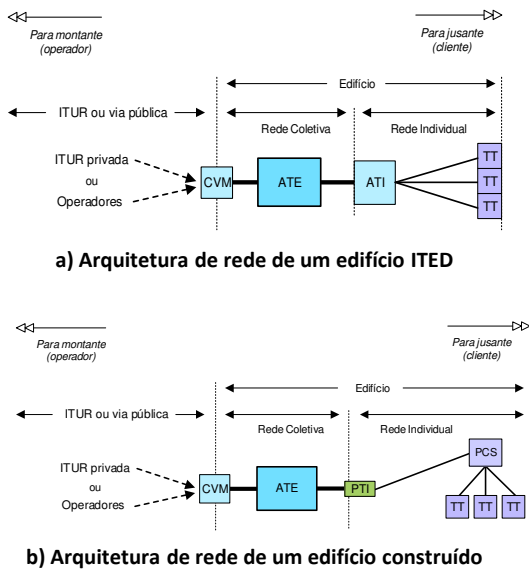 Para montante
(operador)
Para jusante
(cliente)
Edifício
ITUR ou via pública
Rede Coletiva
Rede Individual
ITUR privada
ou
Operadores
CVM
ATE
ATI
TT
TT
TT
a) Arquitetura de rede de um edifício ITED
Para montante
(operador)
Para jusante
(cliente)
Edifício
ITUR ou via pública
Rede Coletiva
Rede Individual
ITUR privada
ou
Operadores
CVM
ATE
PTI
PCS
TT
TT
TT
b) Arquitetura de rede de um edifício construído